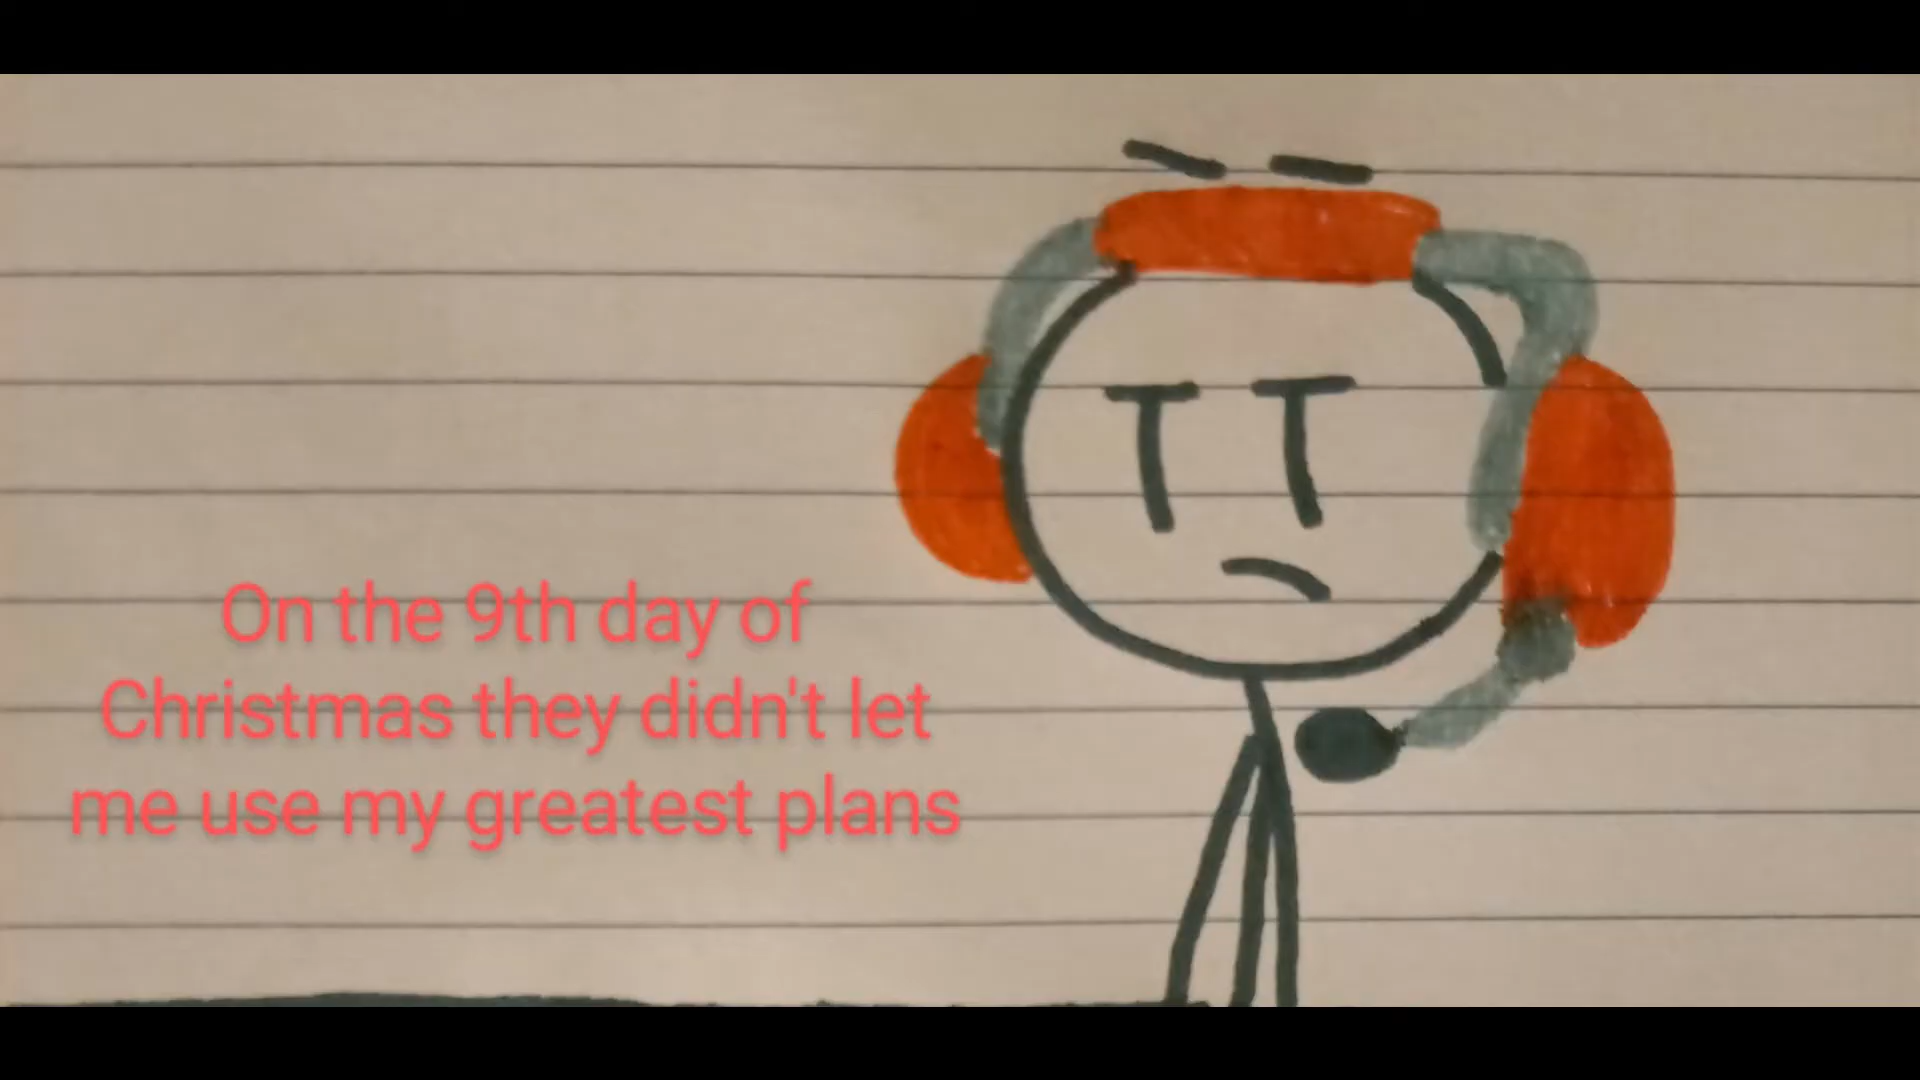 On the 9th day of
Christmas they didn't let
me use my greatest plans